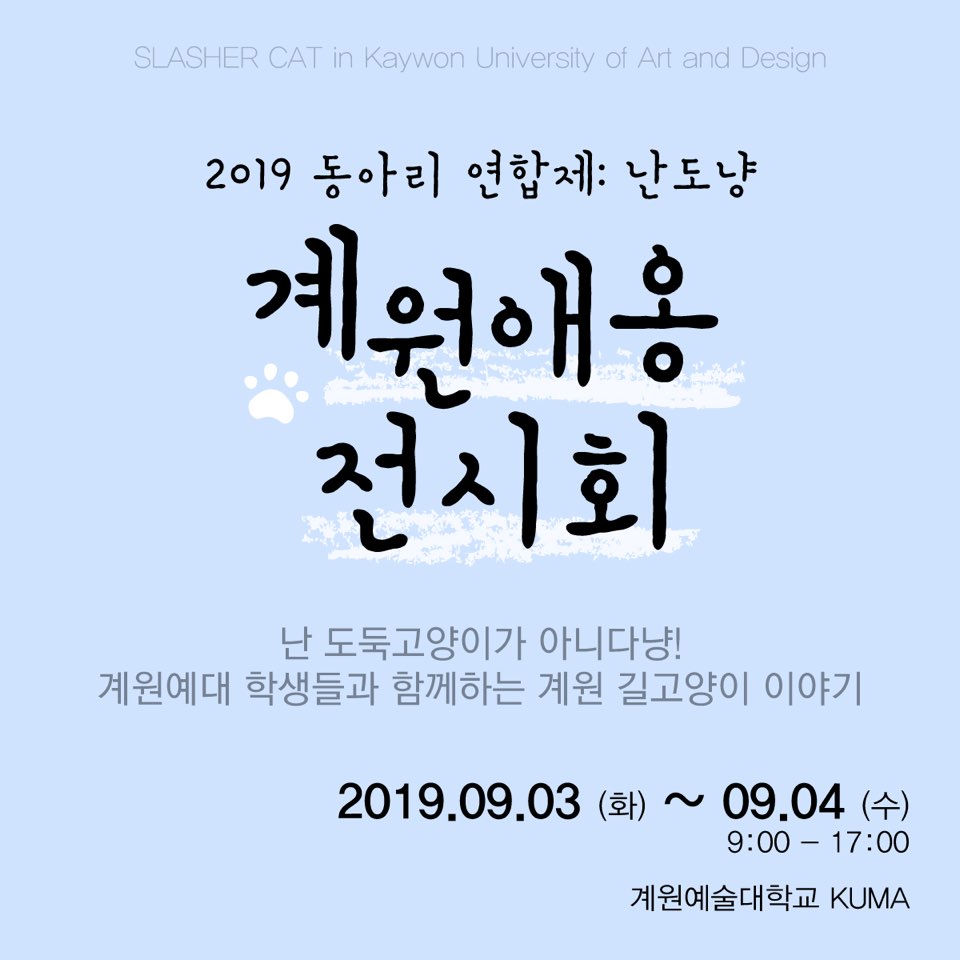 SLASHER CAT in Kaywon University of Art and Design
2019 동아리 연합제: 난도냥
계원애옹
전시회
난 도둑고양이가 아니다냥!
계원예대 학생들과 함께하는 계원 길고양이 이야기
2019.09.03 (화) ~ 09.04 (수)
9:00 - 17:00
계원예술대학교 KUMA